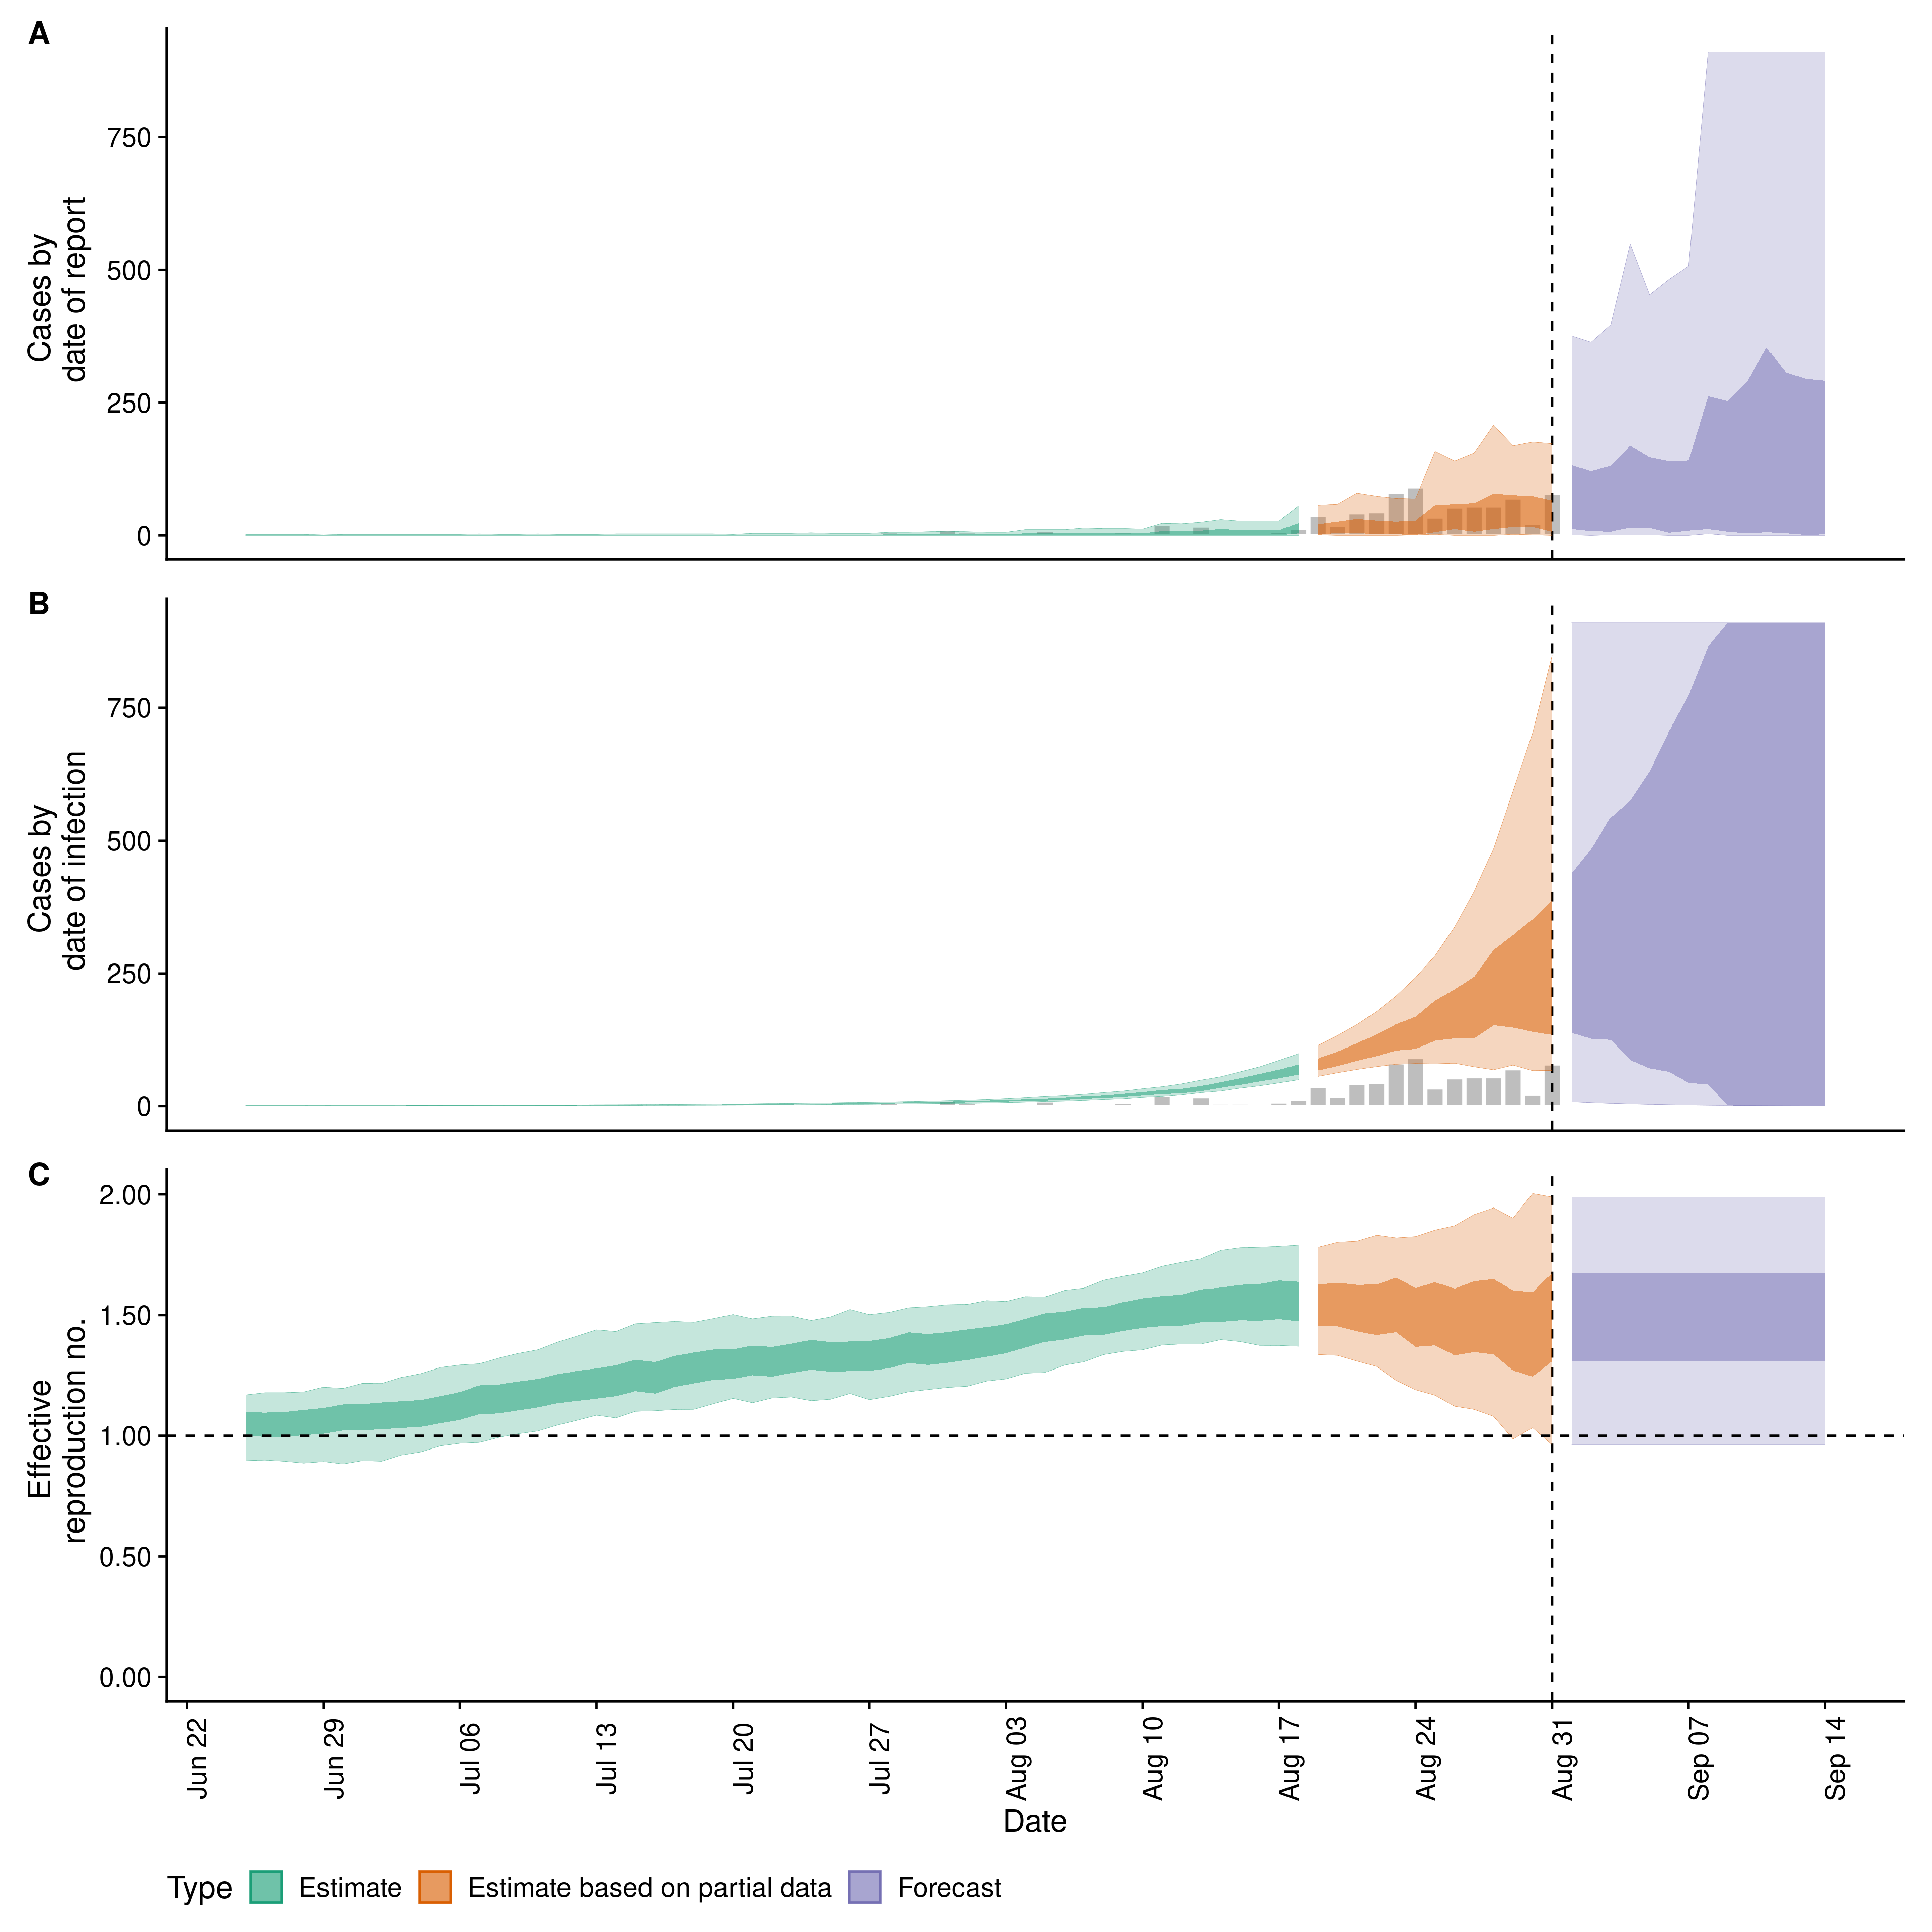 A
Cases by
date of report
750
500
250
0
B
Cases by
date of infection
750
500
250
0
C
Effective
reproduction no.
2.00
1.50
1.00
0.50
0.00
Jun 22
Jun 29
Jul 06
Jul 13
Jul 20
Jul 27
Aug 03
Aug 10
Aug 17
Aug 24
Aug 31
Sep 07
Sep 14
Date
Type
Estimate
Estimate based on partial data
Forecast